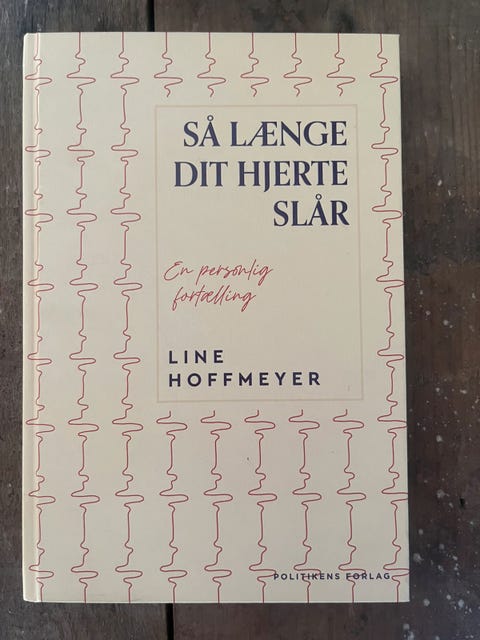 SÅ LÆNGE
DIT HJERTE
SLÅR
En personlig
fortælling
LINE
HOFFMEYER
POLITIKENS FORLAG